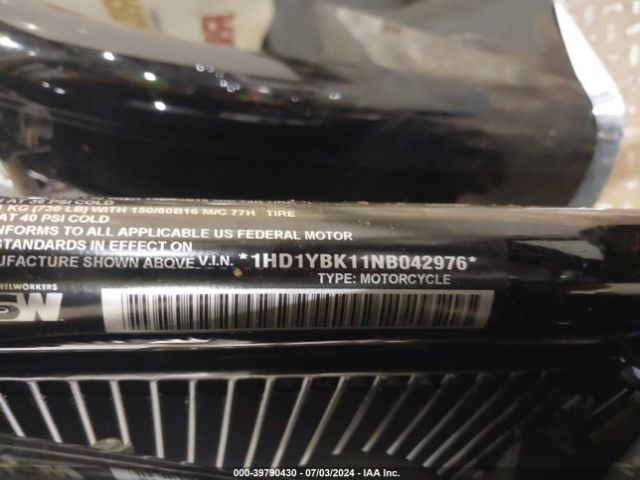 AT 36 PSI COLD
KG (730 LB) WITH 150/80B16 M/C 77H TIRE
AT 40 PSI COLD
NFORMS TO ALL APPLICABLE US FEDERAL MOTOR
STANDARDS IN EFFECT ON
UFACTURE SHOWN ABOVE V.I.N. *1HD1YBK11NB042976*
TYPE: MOTORCYCLE
EELWORKERS
000-39790430 - 07/03/2024 - IAA Inc.